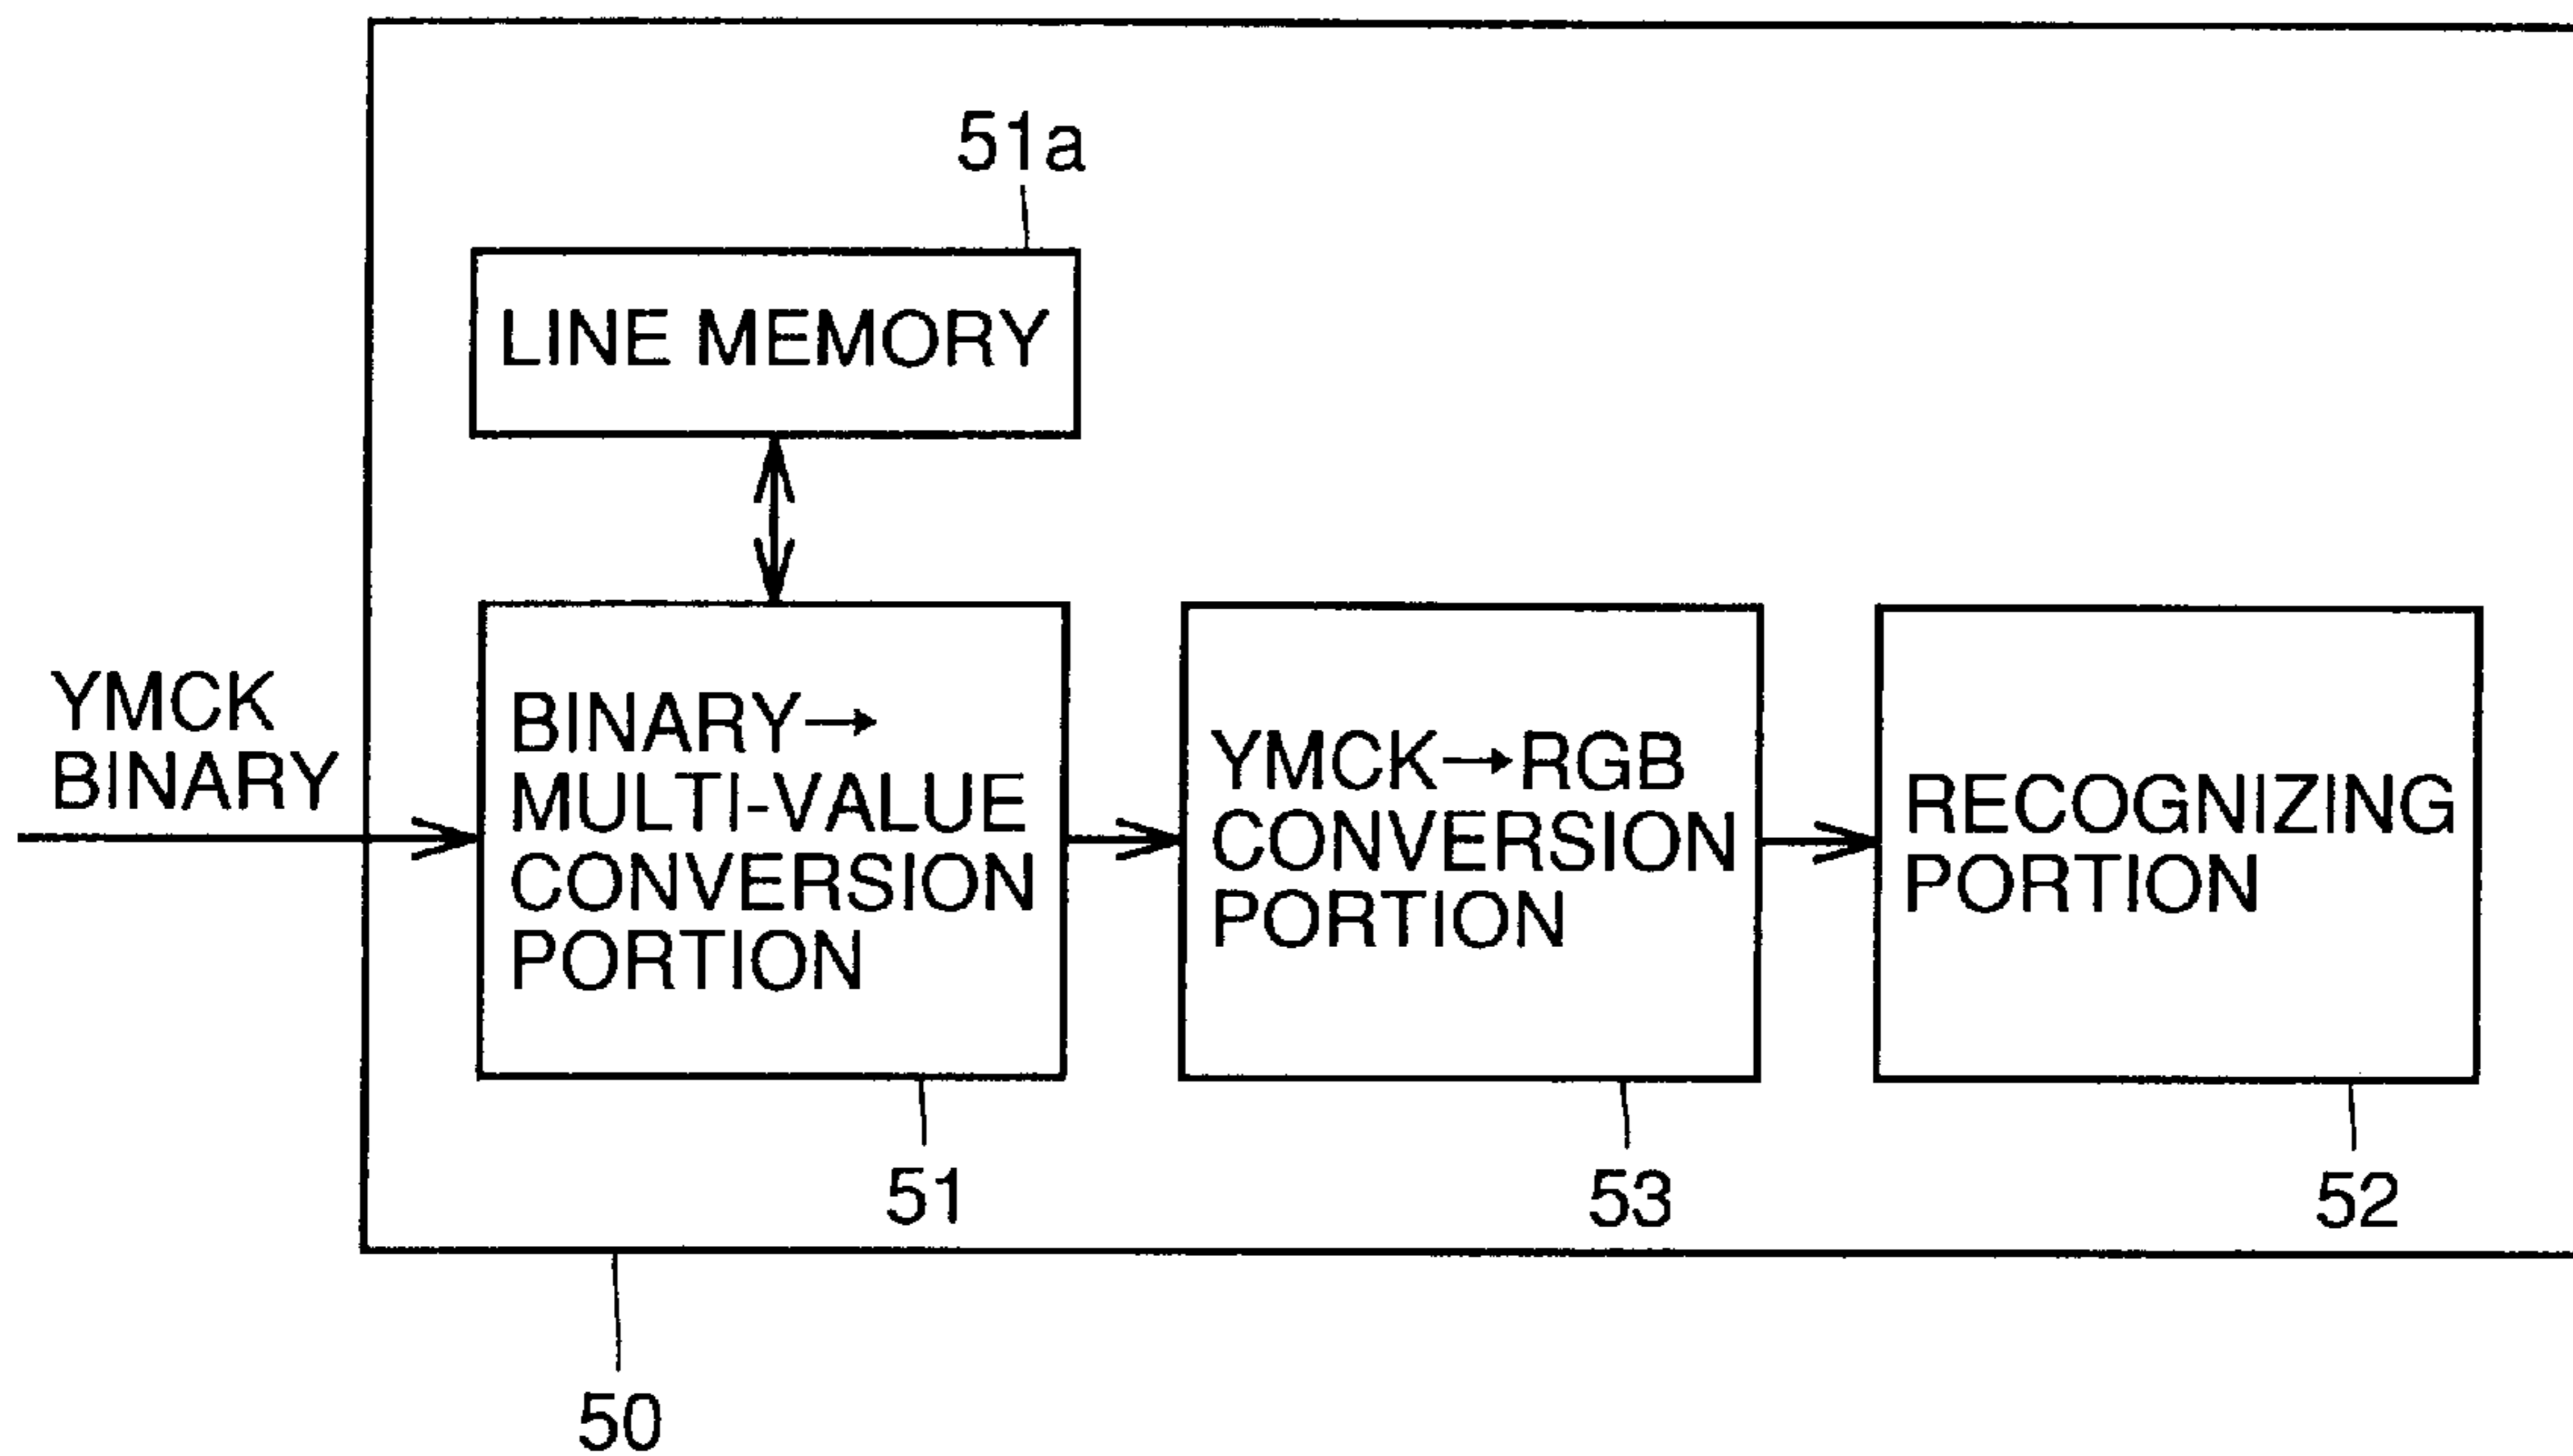 51a
LINE MEMORY
YMCK
BINARY
BINARY→
MULTI-VALUE
CONVERSION
PORTION
YMCK→RGB
CONVERSION
PORTION
RECOGNIZING
PORTION
51
53
52
50